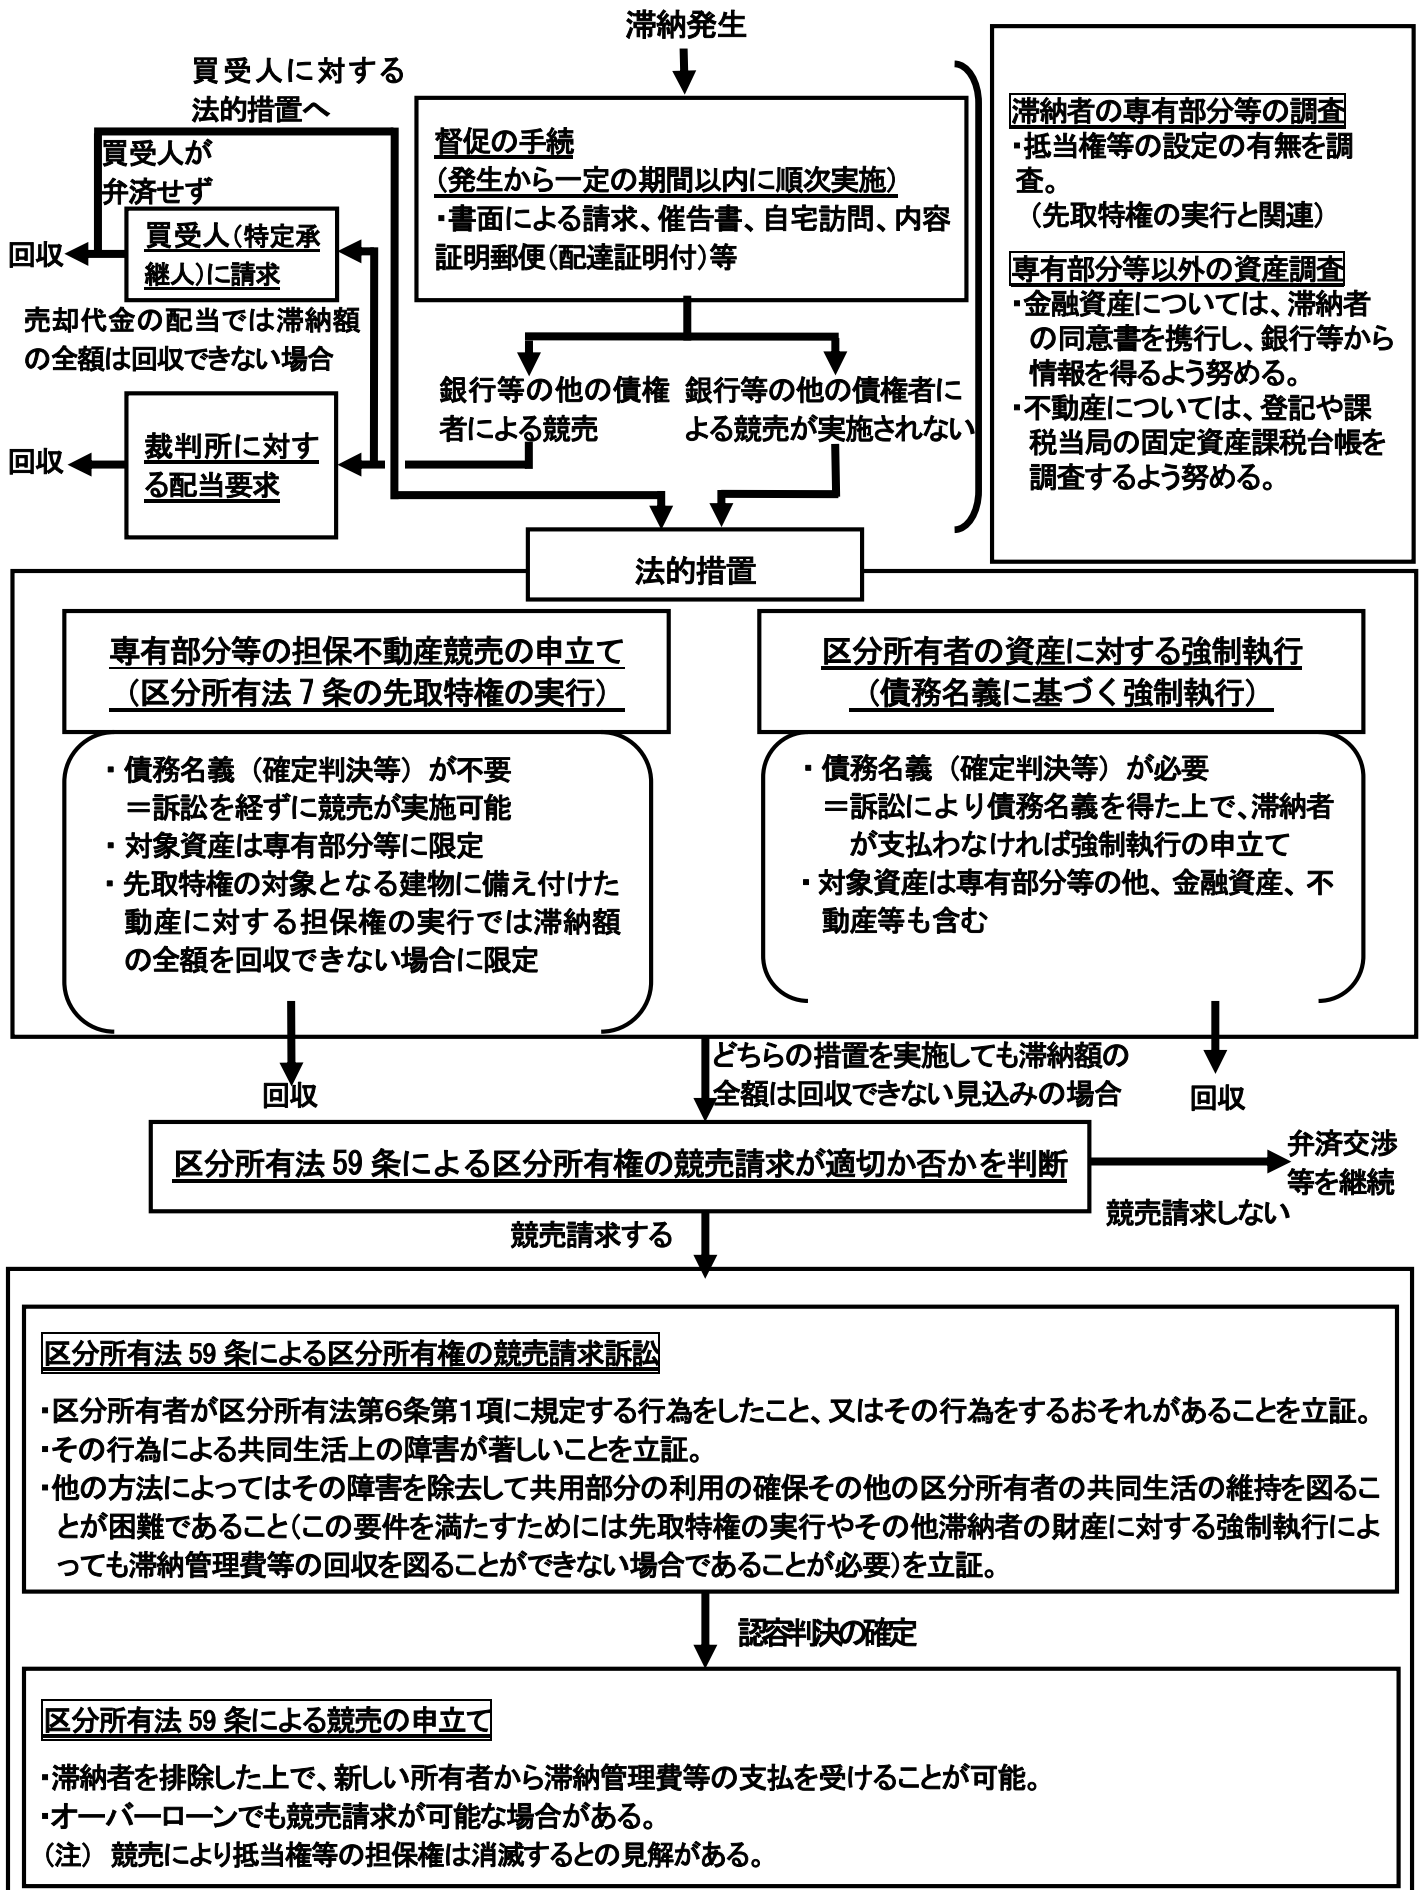 滞納発生
買受人に対する
法的措置へ
買受人が
弁済せず
買受人（特定承
継人）に請求
回収
売却代金の配当では滞納額
の全額は回収できない場合
裁判所に対す
る配当要求
回収
督促の手続
（発生から一定の期間以内に順次実施）
・書面による請求、催告書、自宅訪問、内容
証明郵便（配達証明付）等
銀行等の他の債権
者による競売
銀行等の他の債権者に
よる競売が実施されない
滞納者の専有部分等の調査
・抵当権等の設定の有無を調
査。
（先取特権の実行と関連）
専有部分等以外の資産調査
・金融資産については、滞納者
の同意書を携行し、銀行等から
情報を得るよう努める。
・不動産については、登記や課
税当局の固定資産課税台帳を
調査するよう努める。
法的措置
専有部分等の担保不動産競売の申立て
（区分所有法７条の先取特権の実行）
・債務名義（確定判決等）が不要
＝訴訟を経ずに競売が実施可能
・対象資産は専有部分等に限定
・先取特権の対象となる建物に備え付けた
動産に対する担保権の実行では滞納額
の全額を回収できない場合に限定
回収
区分所有者の資産に対する強制執行
（債務名義に基づく強制執行）
・債務名義（確定判決等）が必要
＝訴訟により債務名義を得た上で、滞納者
が支払わなければ強制執行の申立て
・対象資産は専有部分等の他、金融資産、不
動産等も含む
回収
どちらの措置を実施しても滞納額の
全額は回収できない見込みの場合
区分所有法 59 条による区分所有権の競売請求が適切か否かを判断
弁済交渉
等を継続
競売請求しない
競売請求する
区分所有法 59 条による区分所有権の競売請求訴訟
・区分所有者が区分所有法第６条第１項に規定する行為をしたこと、又はその行為をするおそれがあることを立証。
・その行為による共同生活上の障害が著しいことを立証。
・他の方法によってはその障害を除去して共用部分の利用の確保その他の区分所有者の共同生活の維持を図るこ
とが困難であること（この要件を満たすためには先取特権の実行やその他滞納者の財産に対する強制執行によ
っても滞納管理費等の回収を図ることができない場合であることが必要）を立証。
認容判決の確定
区分所有法 59 条による競売の申立て
・滞納者を排除した上で、新しい所有者から滞納管理費等の支払を受けることが可能。
・オーバーローンでも競売請求が可能な場合がある。
（注） 競売により抵当権等の担保権は消滅するとの見解がある。